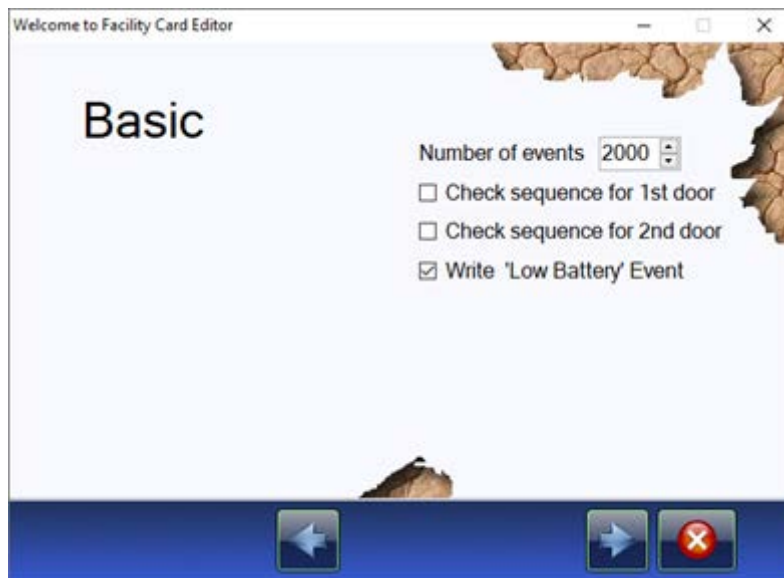 Welcome to Facility Card Editor
Basic
Number of events 2000
Check sequence for 1st door
Check sequence for 2nd door
Write 'Low Battery' Event